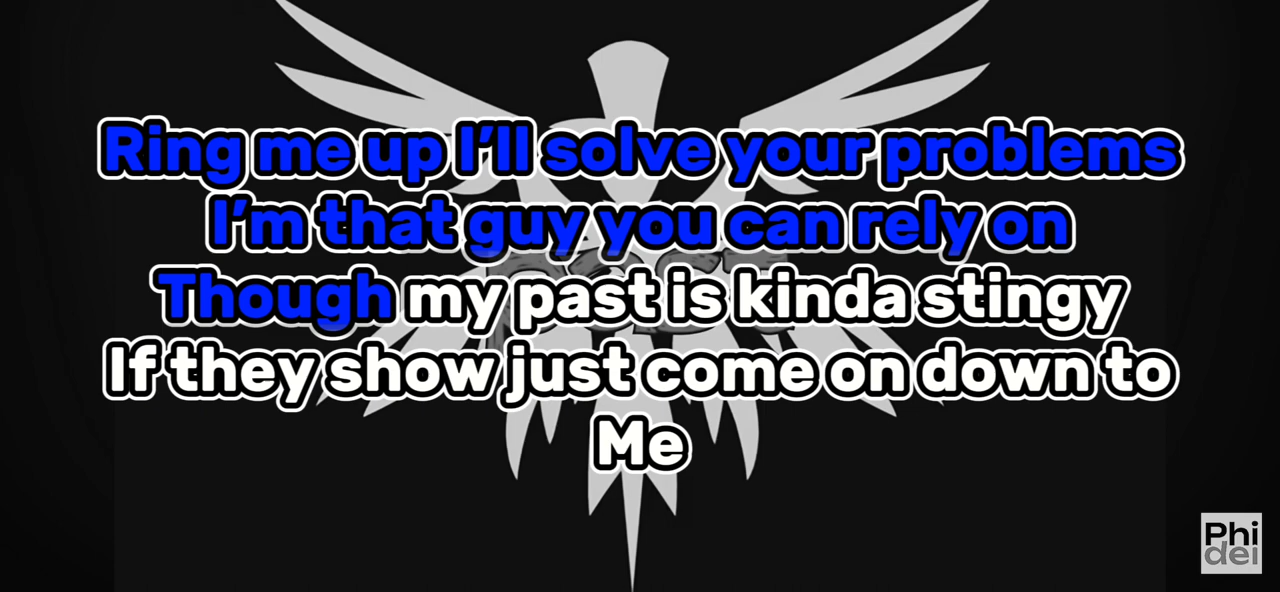 Ring me up I'll solve your problems
I'm that guy you can rely on
Though my past is kinda stingy
If they show just come on down to
Me
Phi
dei